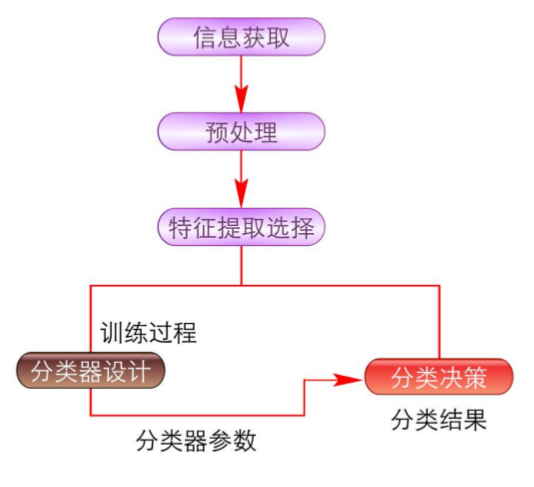 信息获取
预处理
特征提取选择
训练过程
分类器设计
分类决策
分类结果
分类器参数